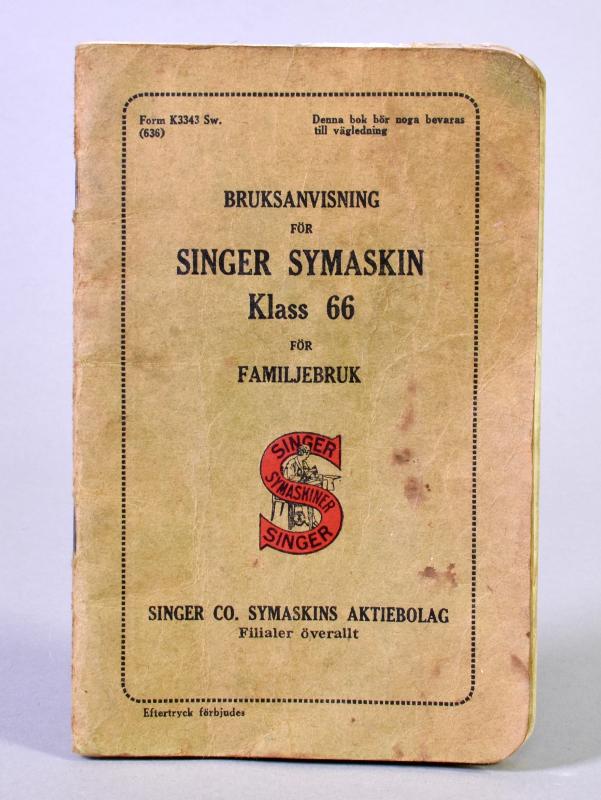 Form K3343 Sw.
(636)
Denna bok bör noga bevaras
till vägledning
BRUKSANVISNING
FÖR
SINGER SYMASKIN
Klass 66
FÖR
FAMILJEBRUK
SINGER
SYMASKINER
SINGER
SINGER CO. SYMASKINS AKTIEBOLAG
Filialer överallt
Eftertryck förbjudes